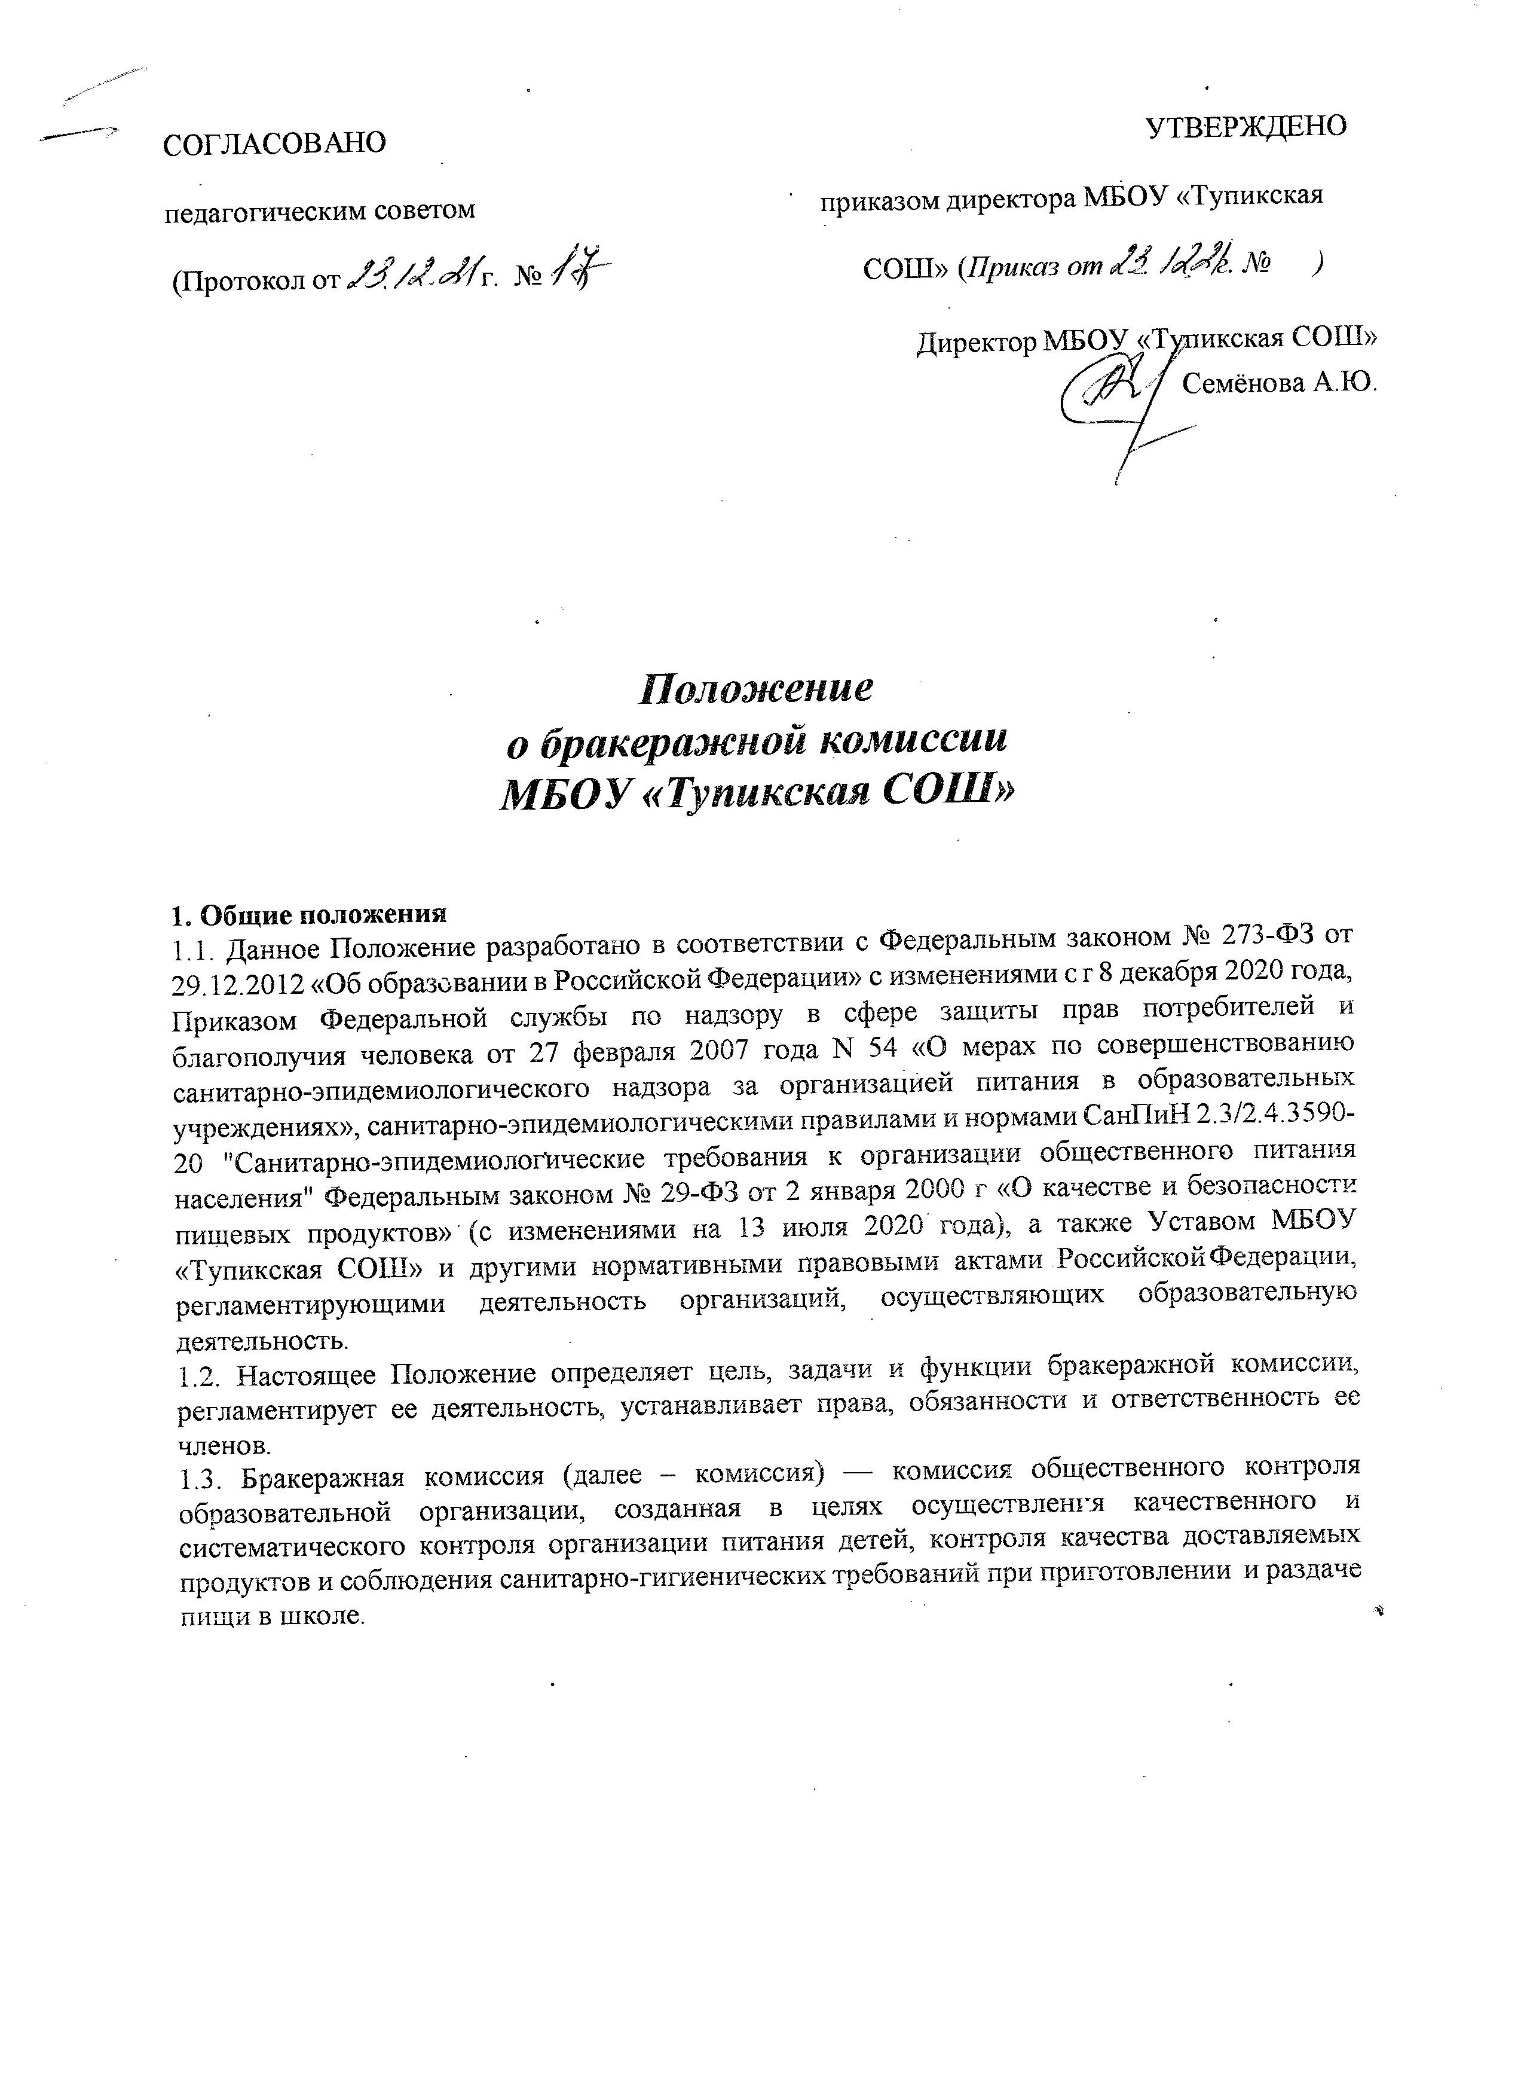 СОГЛАСОВАНО
УТВЕРЖДЕНО
педагогическим советом
приказом директора МБОУ «Тупикская
(Протокол от 23.12.21г. № 17
СОШ» (Приказ от 23. г. № )
Директор МБОУ «Тупикская СОШ»
Семёнова А.Ю.
Положение
о бракеражной комиссии
МБОУ «Тупикская СОШ»
1. Общие положения
1.1. Данное Положение разработано в соответствии с Федеральным законом № 273-ФЗ от
29.12.2012 «Об образовании в Российской Федерации» с изменениями с г 8 декабря 2020 года,
Приказом Федеральной службы по надзору в сфере защиты прав потребителей и
благополучия человека от 27 февраля 2007 года N 54 «О мерах по совершенствованию
санитарно-эпидемиологического надзора за организацией питания в образовательных
учреждениях», санитарно-эпидемиологическими правилами и нормами СанПиН 2.3/2.4.3590-
20 "Санитарно-эпидемиологические требования к организации общественного питания
населения" Федеральным законом № 29-ФЗ от 2 января 2000 г «О качестве и безопасности
пищевых продуктов» (с изменениями на 13 июля 2020 года), а также Уставом МБОУ
«Тупикская СОШ» и другими нормативными правовыми актами Российской Федерации,
регламентирующими деятельность организаций, осуществляющих образовательную
деятельность.
1.2. Настоящее Положение определяет цель, задачи и функции бракеражной комиссии,
регламентирует ее деятельность, устанавливает права, обязанности и ответственность ее
членов.
1.3. Бракеражная комиссия (далее – комиссия) — комиссия общественного контроля
образовательной организации, созданная в целях осуществления качественного и
систематического контроля организации питания детей, контроля качества доставляемых
продуктов и соблюдения санитарно-гигиенических требований при приготовлении и раздаче
пищи в школе.